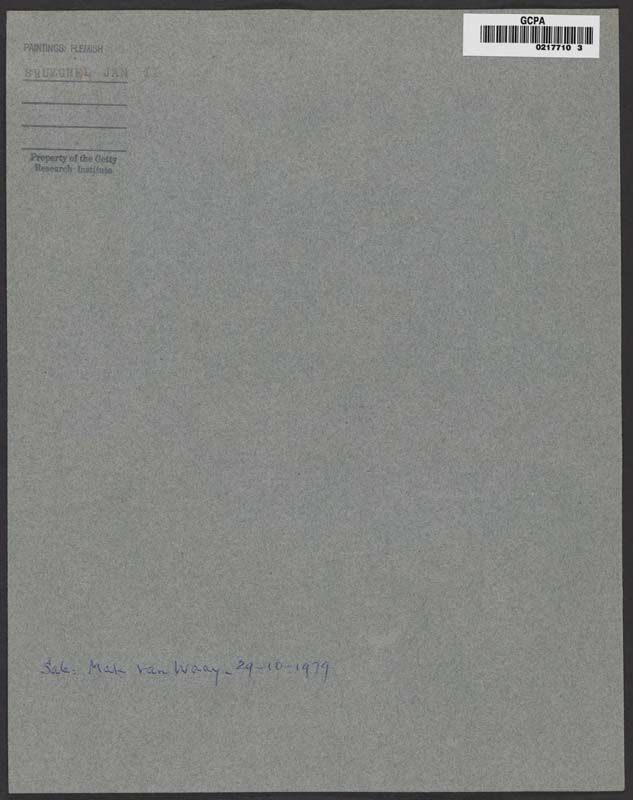 GCPA
0217710 3
PAINTINGS: FLEMISH
BRUEGHEL JAN II
Property of the Getty
Research Institute
Sale: Mak van Waay - 29-10-1979